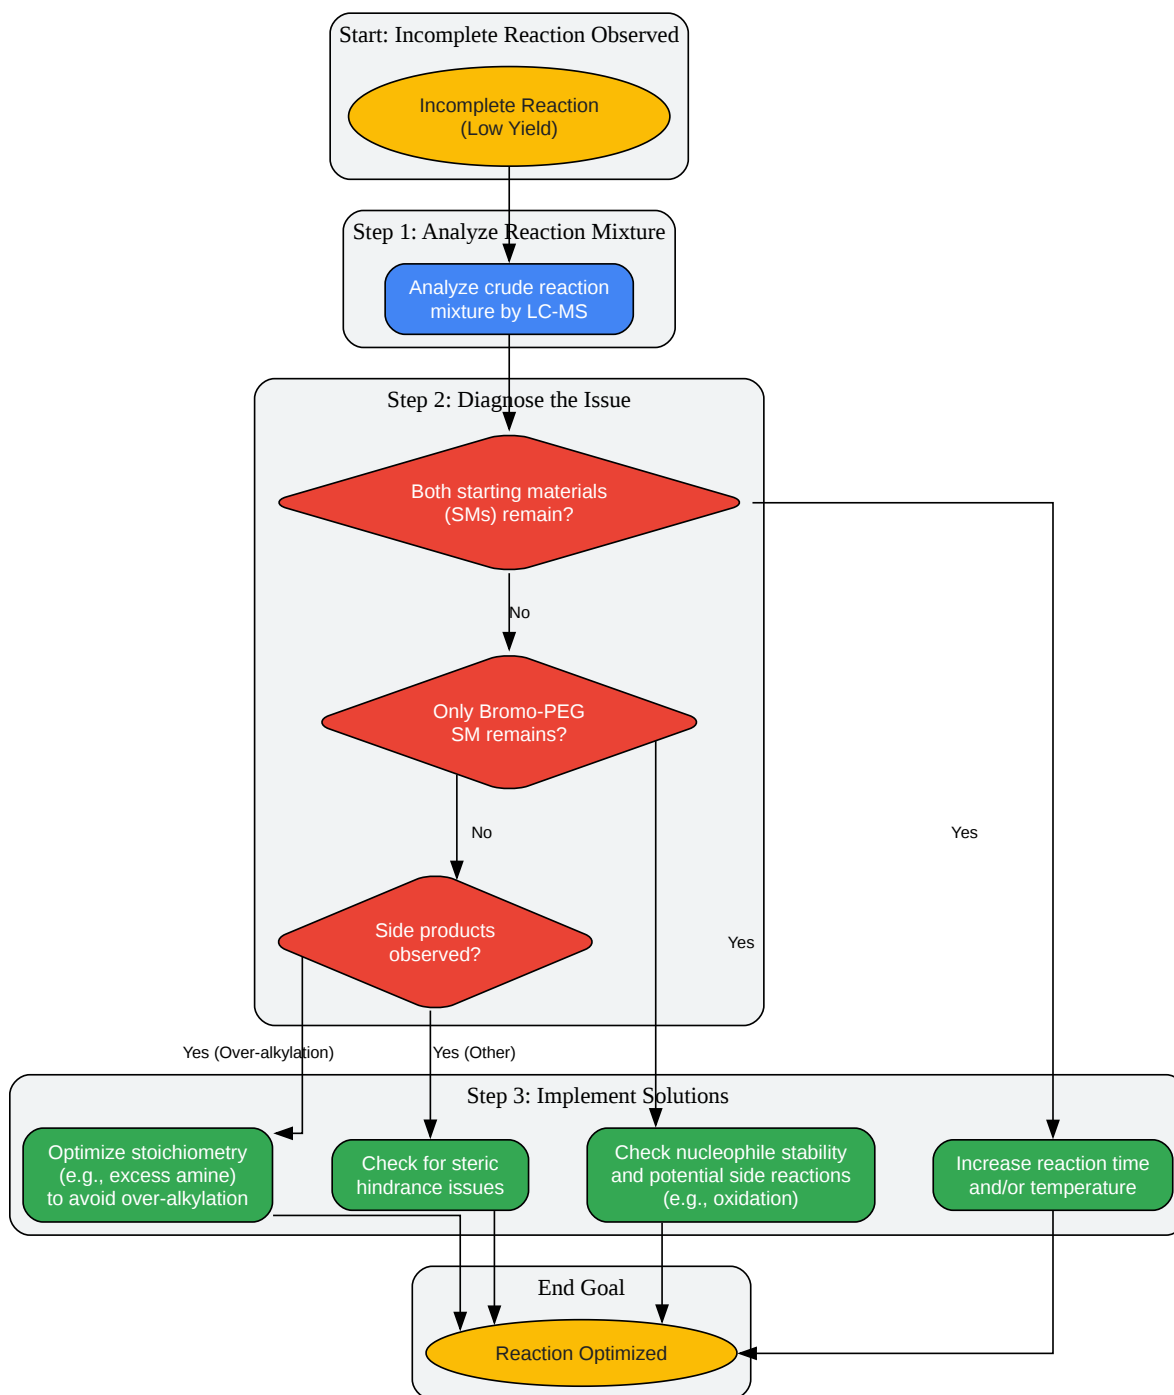 Start: Incomplete Reaction Observed
Incomplete Reaction
(Low Yield)
Step 1: Analyze Reaction Mixture
Analyze crude reaction
mixture by LC-MS
Step 2: Diagnose the Issue
Both starting materials
(SMs) remain?
No
Only Bromo-PEG
SM remains?
No
Yes
Side products
observed?
Yes
Yes (Over-alkylation)
Yes (Other)
Step 3: Implement Solutions
Optimize stoichiometry
(e.g., excess amine)
to avoid over-alkylation
Check for steric
hindrance issues
Check nucleophile stability
and potential side reactions
(e.g., oxidation)
Increase reaction time
and/or temperature
End Goal
Reaction Optimized